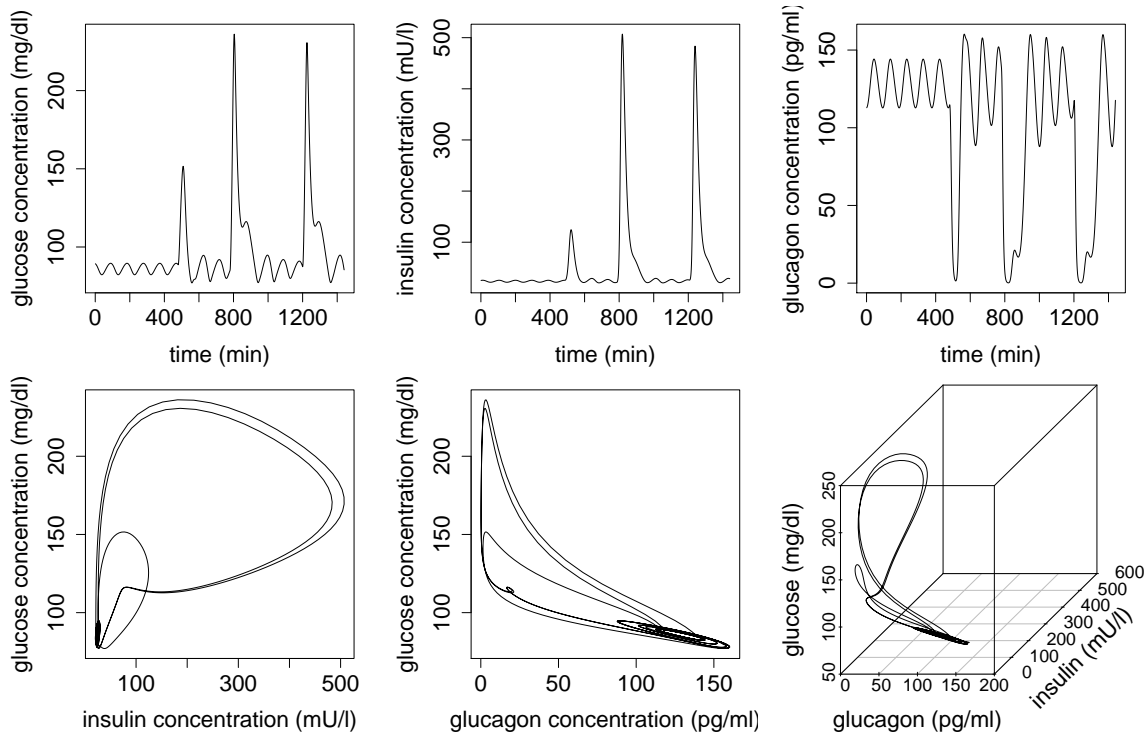 glucose concentration (mg/dl)
100 150 200
0 400 800 1200
time (min)
insulin concentration (mU/l)
100 300 500
0 400 800 1200
time (min)
glucagon concentration (pg/ml)
0 50 100 150
0 400 800 1200
time (min)
glucose concentration (mg/dl)
100 150 200
100 300 500
insulin concentration (mU/l)
glucose concentration (mg/dl)
100 150 200
0 50 100 150
glucagon concentration (pg/ml)
glucose (mg/dl)
50 100 150 200 250
0 50 100 150 200
glucagon (pg/ml)
0 100 200 300 400 500 600
insulin (mU/l)